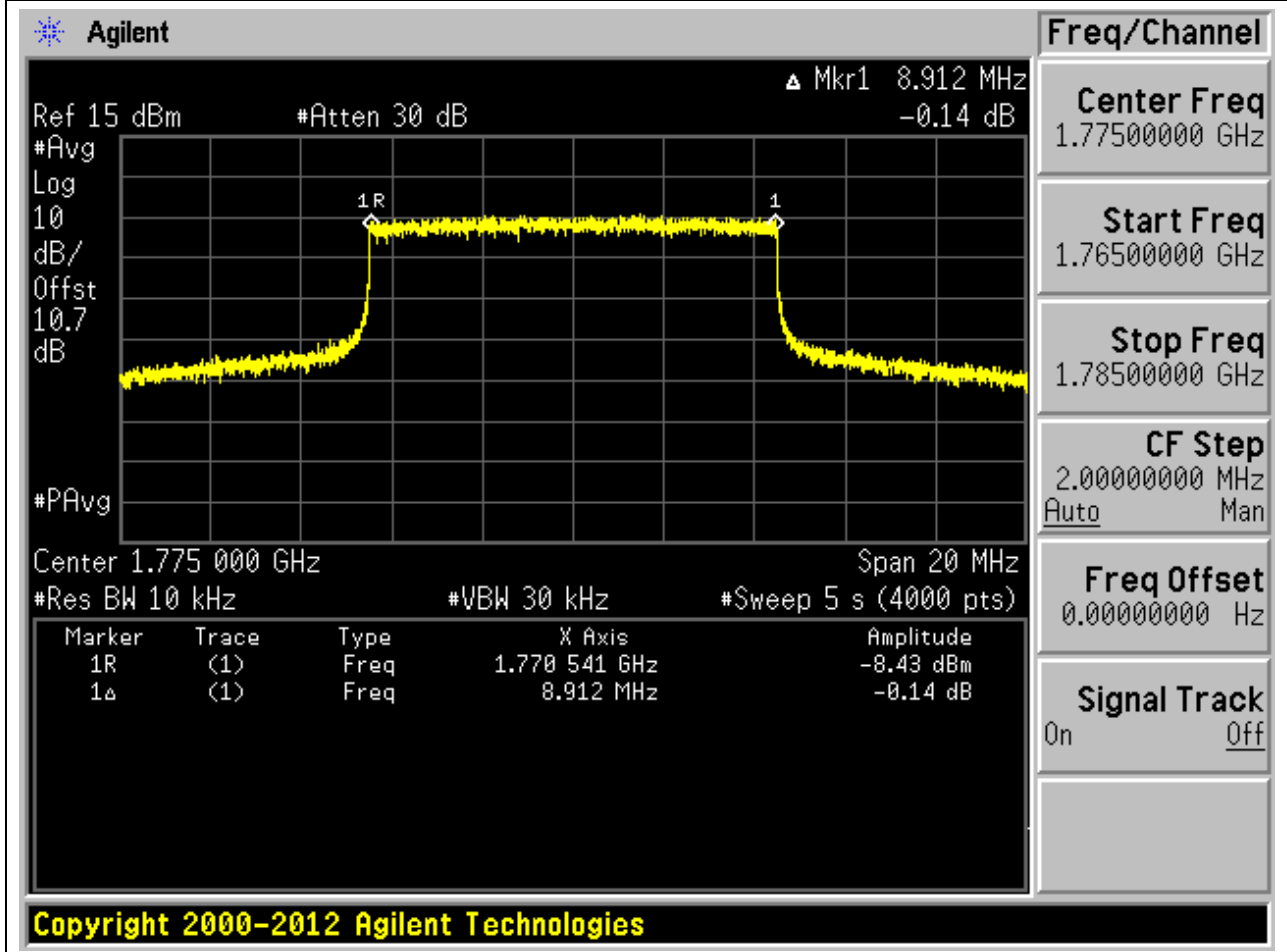 Agilent
Freq/Channel
Δ Mkr1 8.912 MHz
Ref 15 dBm #Atten 30 dB -0.14 dB
#Avg
Log
10
dB/
Offst
10.7
dB
1R
1
#PAvg
Center 1.775 000 GHz Span 20 MHz
#Res BW 10 kHz #VBW 30 kHz #Sweep 5 s (4000 pts)
Marker Trace Type X Axis Amplitude
1R (1) Freq 1.770 541 GHz -8.43 dBm
1Δ (1) Freq 8.912 MHz -0.14 dB
Center Freq
1.77500000 GHz
Start Freq
1.76500000 GHz
Stop Freq
1.78500000 GHz
CF Step
2.00000000 MHz
Auto Man
Freq Offset
0.00000000 Hz
Signal Track
On Off
Copyright 2000-2012 Agilent Technologies